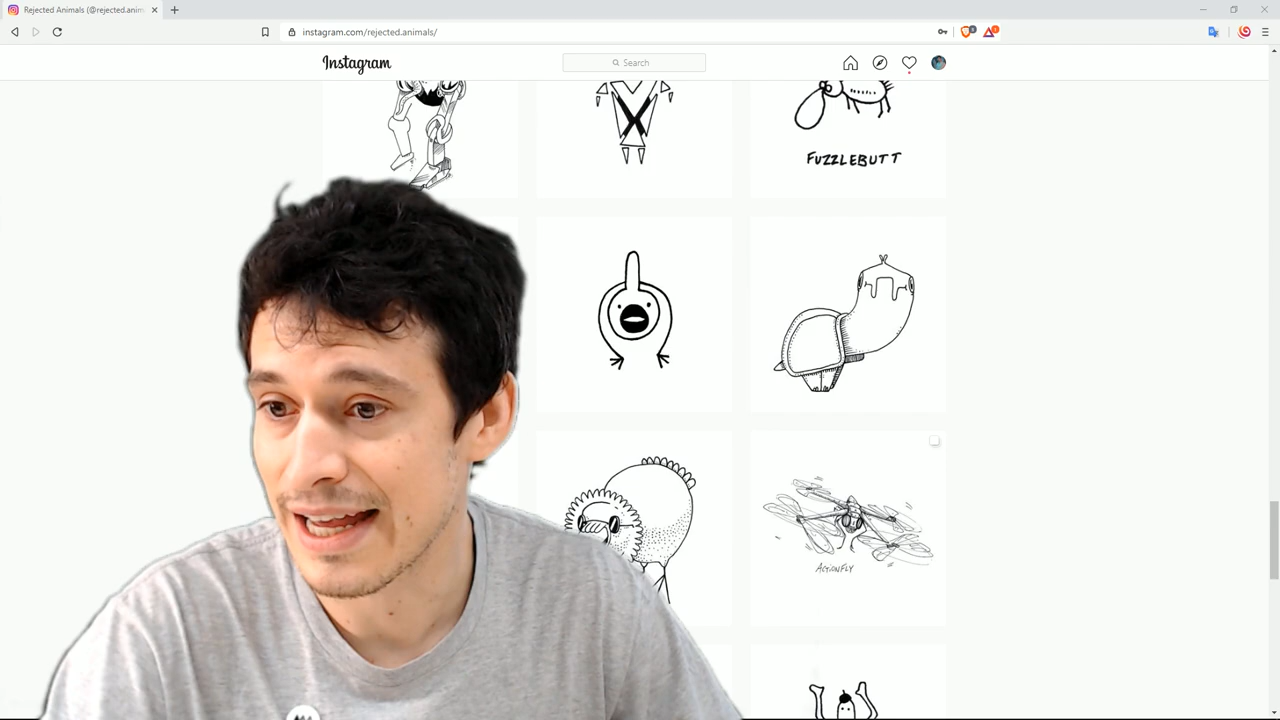 Rejected Animals (@rejected.anim
instagram.com/rejected.animals/
Instagram
Search
FUZZLEBUTT
ACTIONFLY